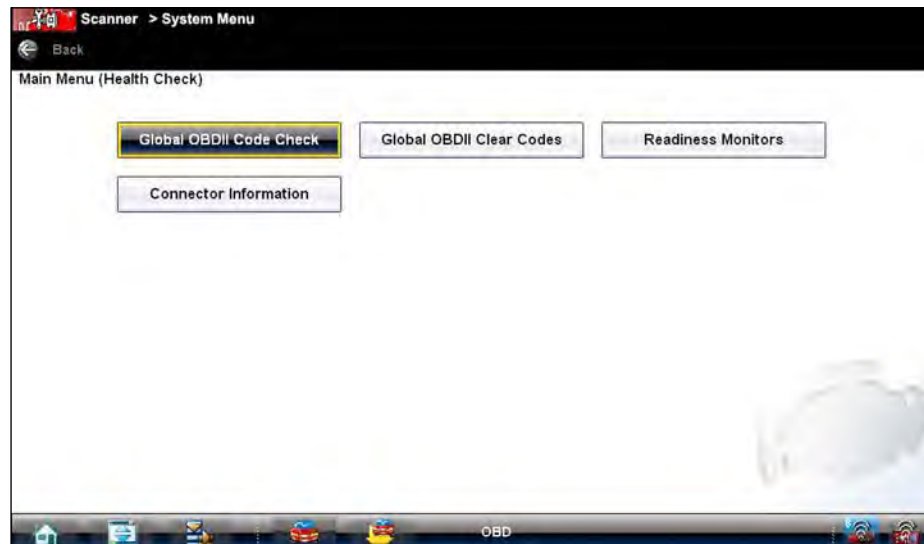 Scanner > System Menu
Back
Main Menu (Health Check)
Global OBDII Code Check
Global OBDII Clear Codes
Readiness Monitors
Connector Information
OBD